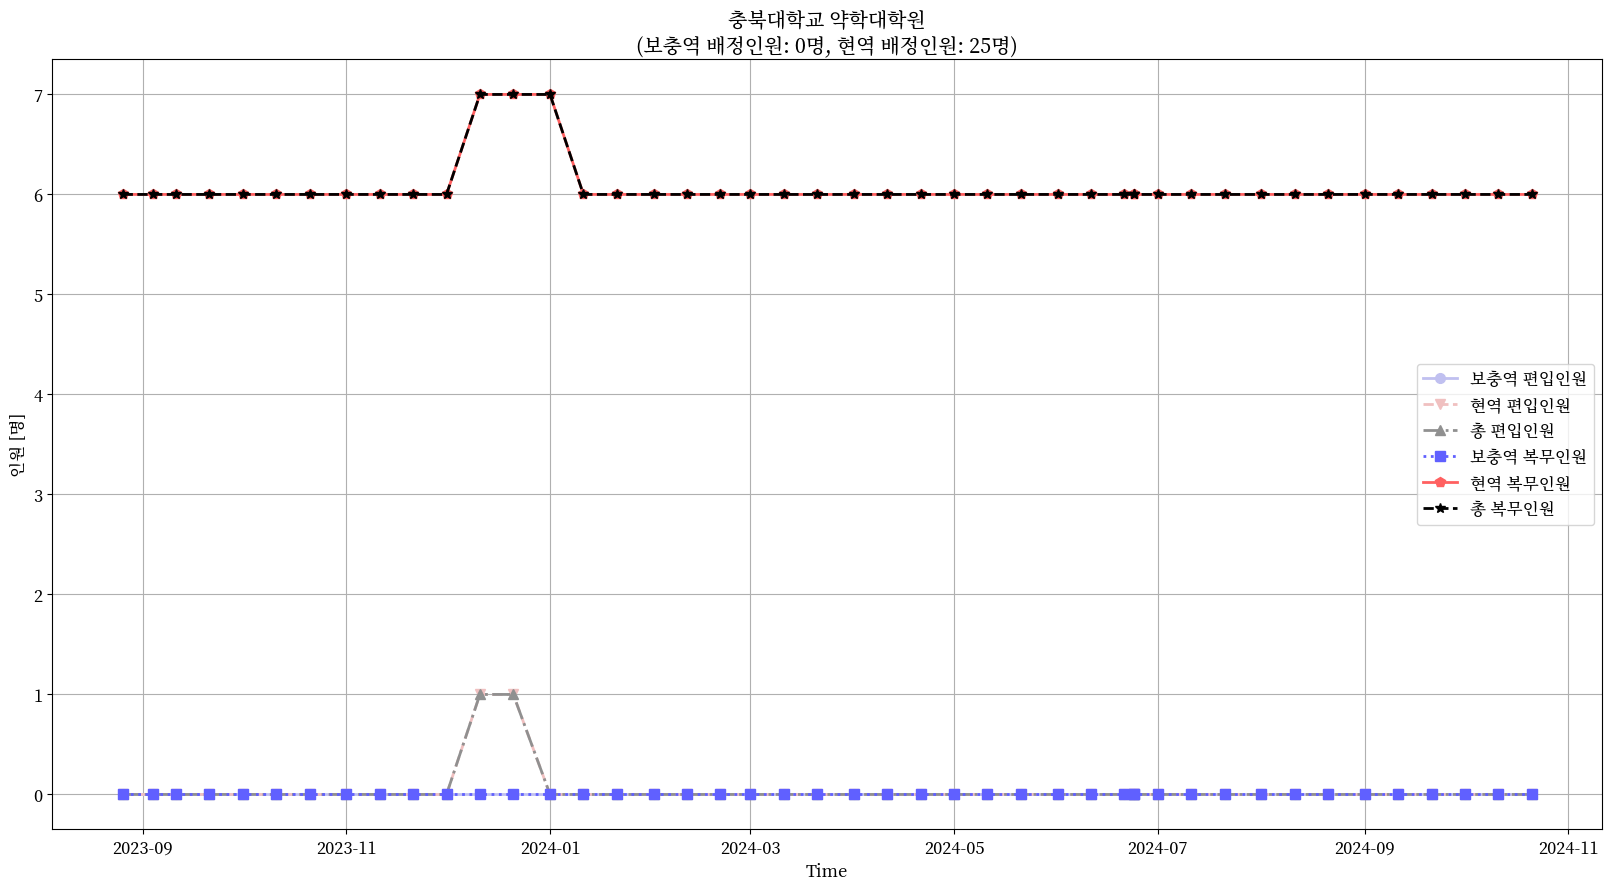 충북대학교 약학대학원
(보충역 배정인원: 0명, 현역 배정인원: 25명)
인원 [명]
7
6
5
4
3
2
1
0
보충역 편입인원
현역 편입인원
총 편입인원
보충역 복무인원
현역 복무인원
총 복무인원
2023-09
2023-11
2024-01
2024-03
2024-05
2024-07
2024-09
2024-11
Time